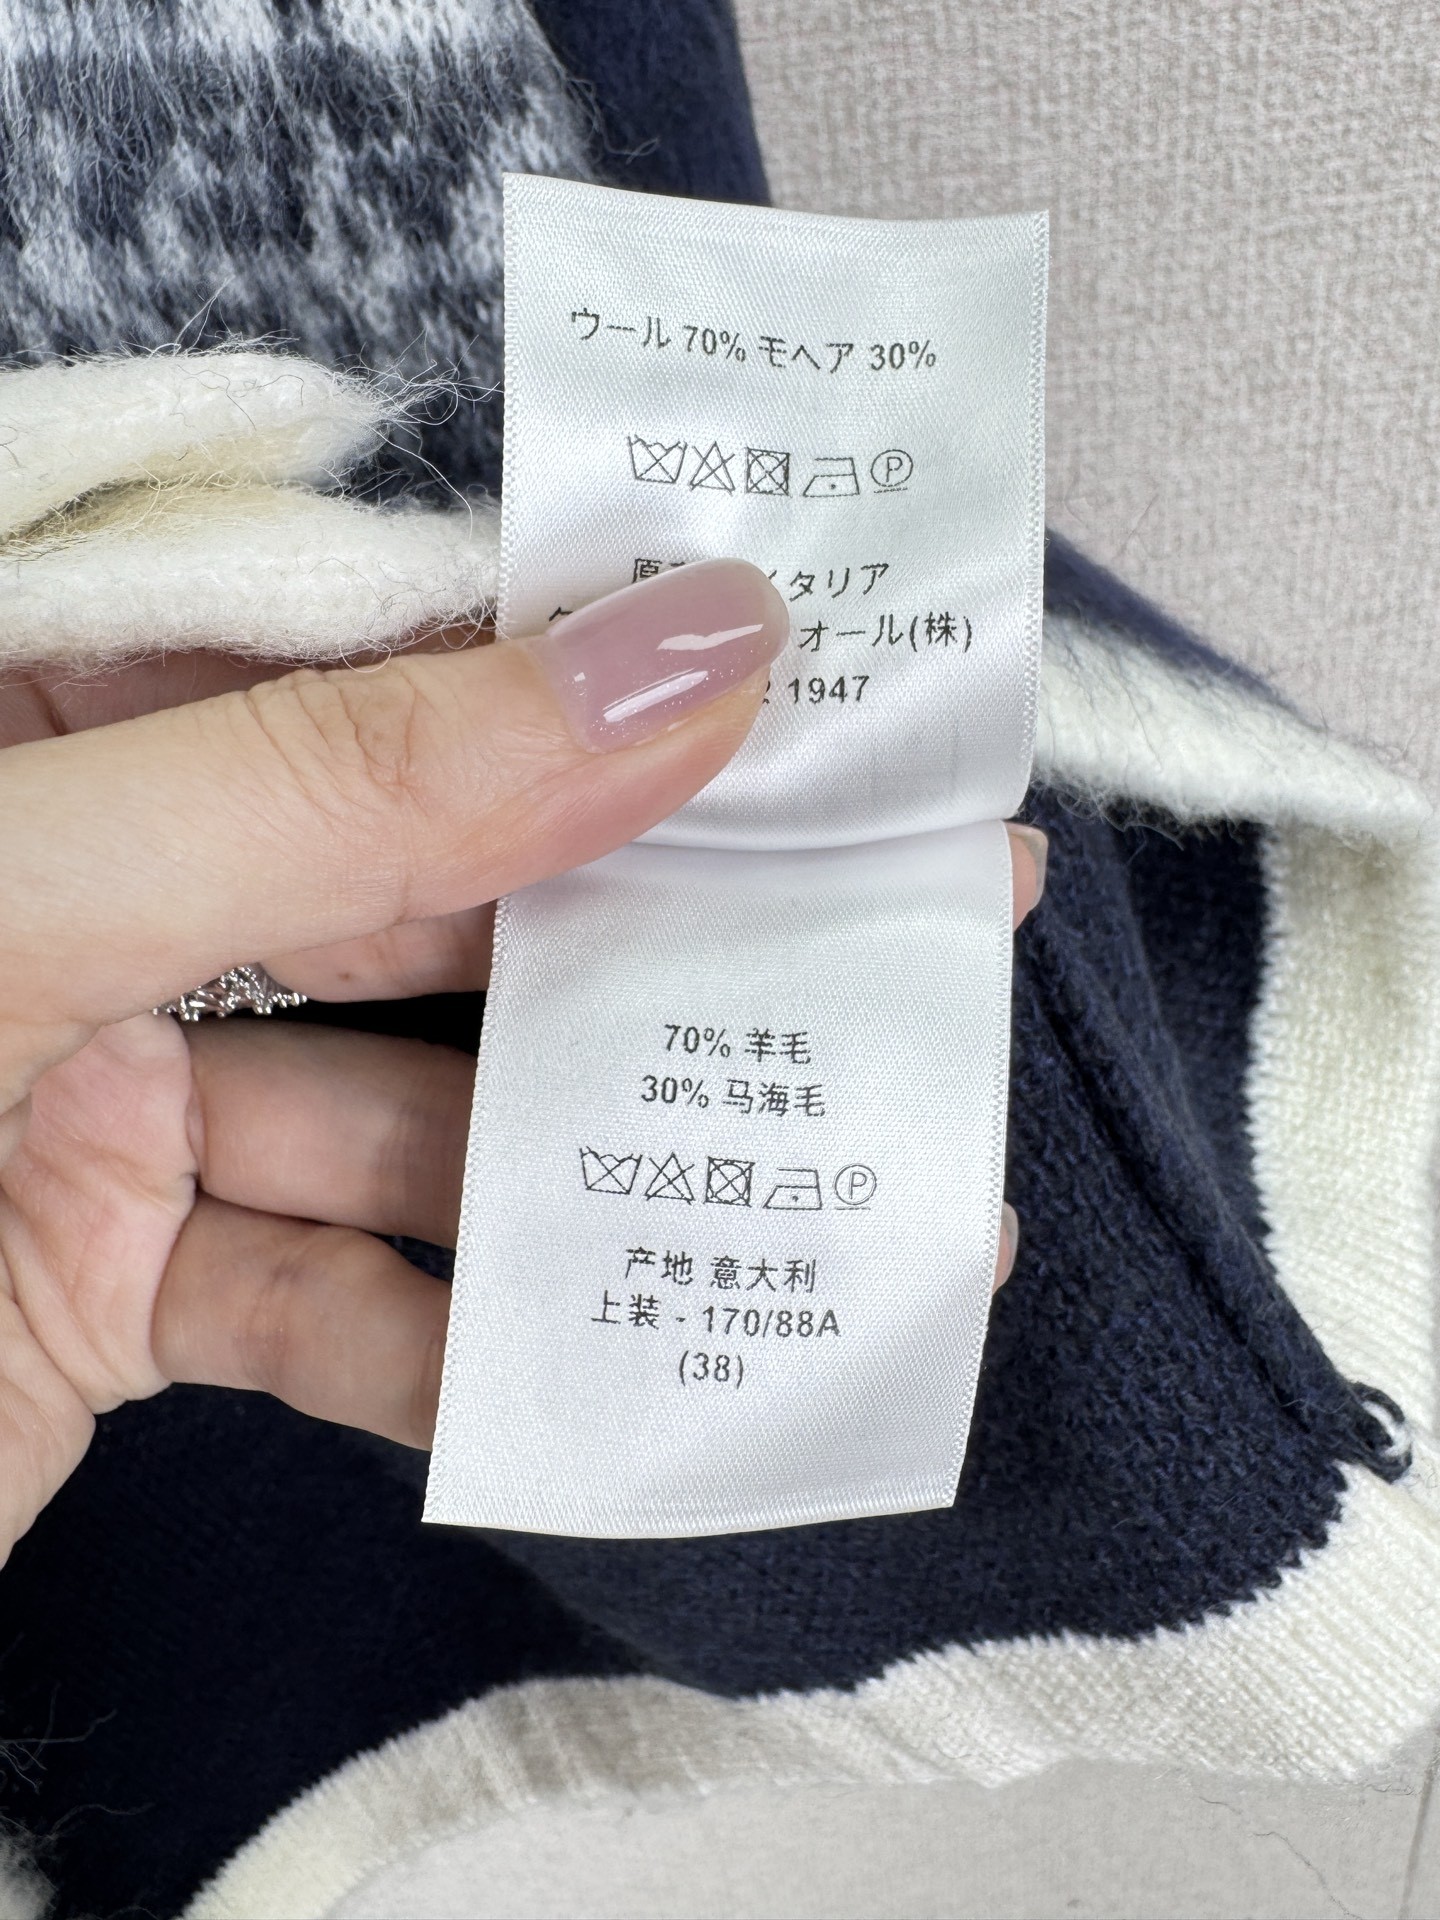 ウール 70% モヘア 30%
P
タリア
オール(株)
1947
70% 羊毛
30% 马海毛
P
产地 意大利
上装 - 170/88A
(38)